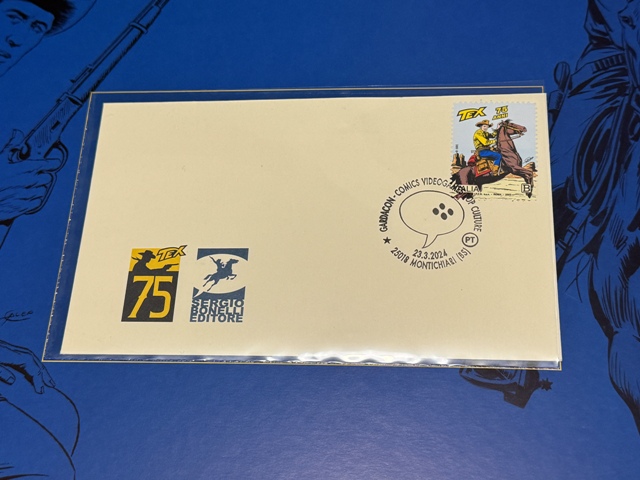 TEX 75
ANNI
ITALIA B
GARDACON - COMICS VIDEOGAMES POP CULTURE
23.3.2024
25018 MONTICHIARI (BS)
PT
TEX
75
SERGIO
BONELLI
EDITORE